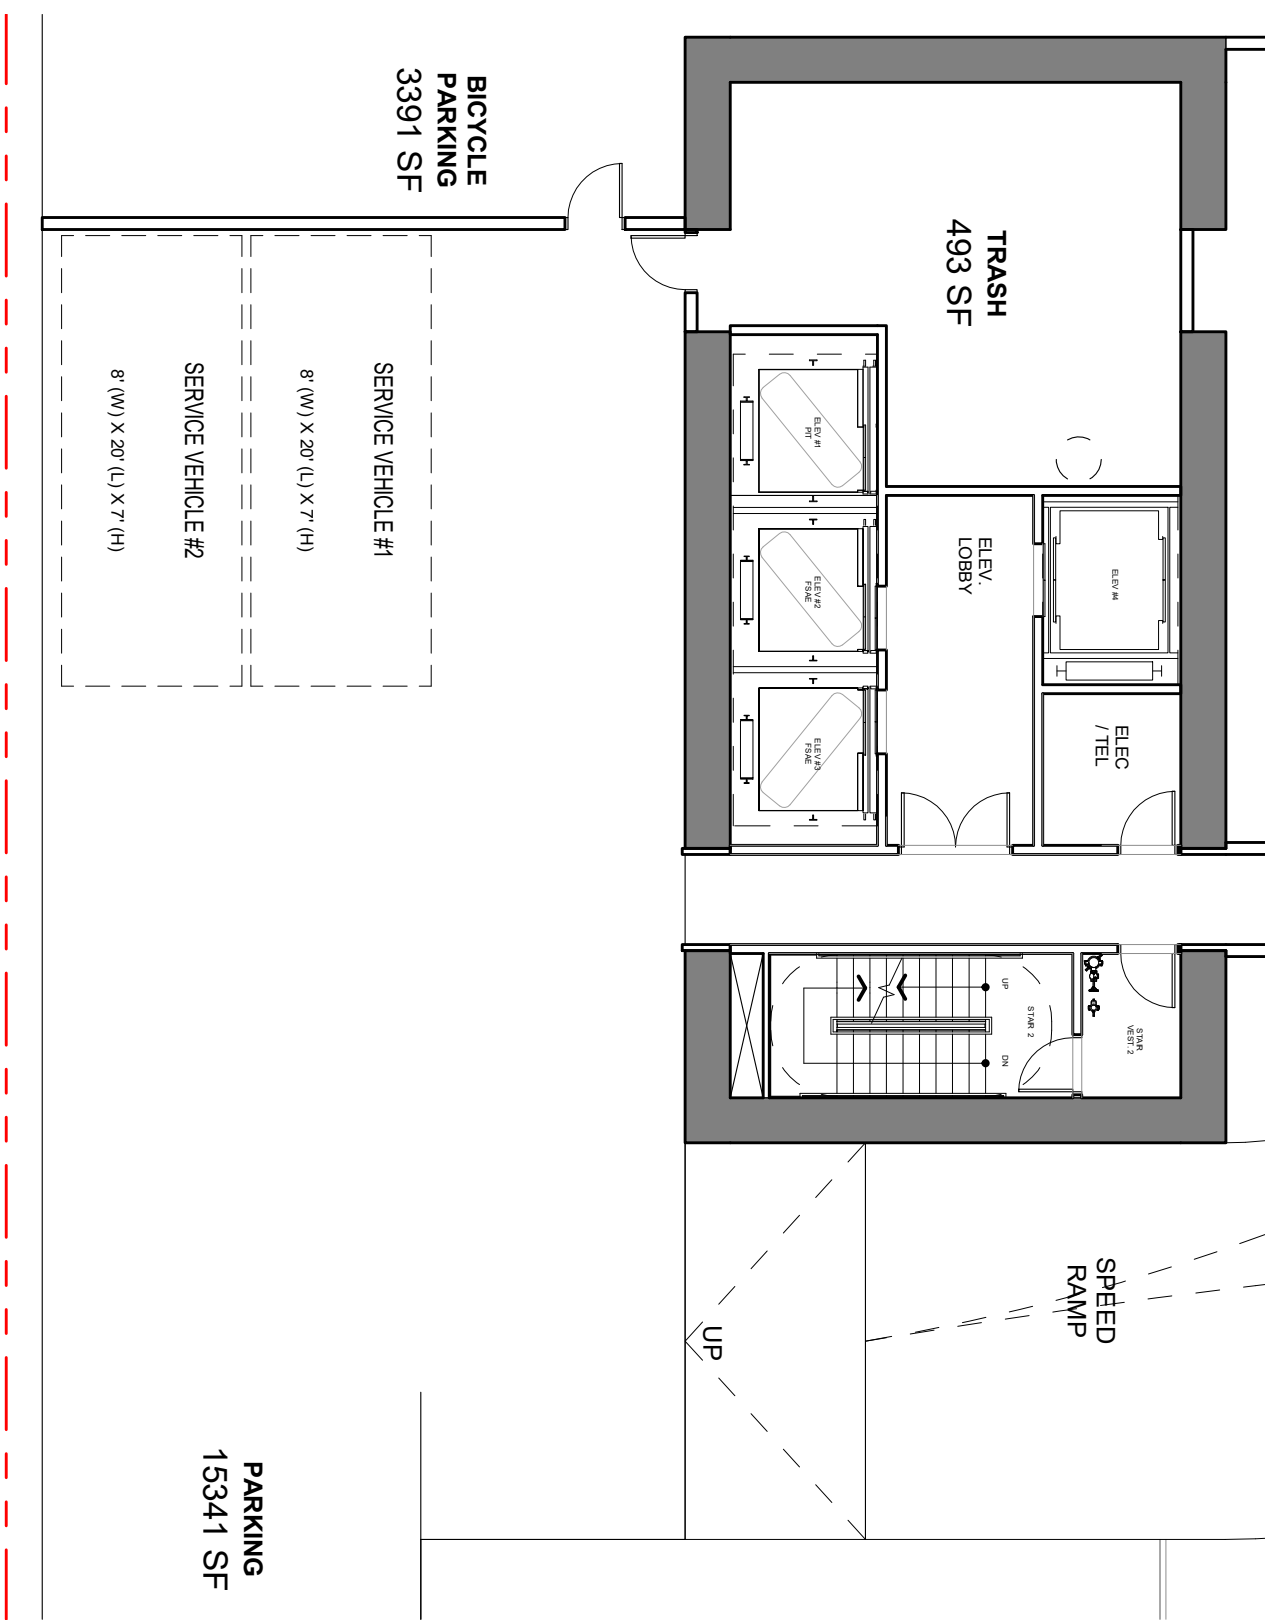 BICYCLE
PARKING
3391 SF
TRASH
493 SF
SERVICE VEHICLE #1
8' (W) X 20' (L) X 7' (H)
SERVICE VEHICLE #2
8' (W) X 20' (L) X 7' (H)
ELEV #1
PIT
ELEV #2
FSAE
ELEV #3
FSAE
ELEV.
LOBBY
ELEV #4
ELEC
/ TEL
UP
DN
STAIR 2
STAIR
VEST. 2
SPEED
RAMP
UP
PARKING
15341 SF